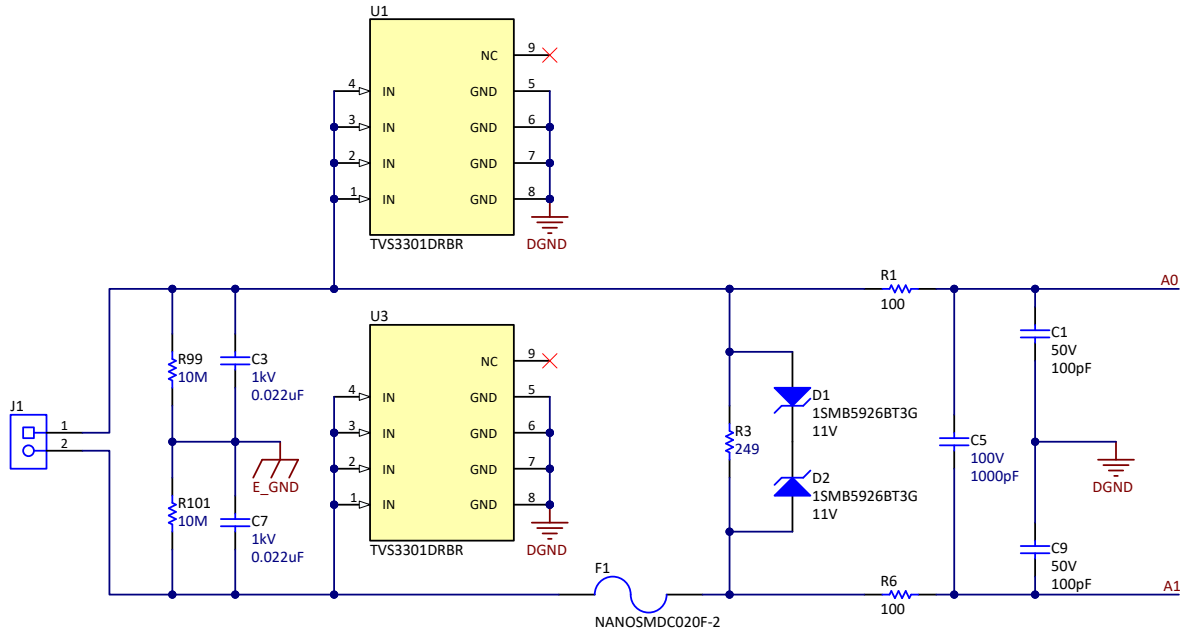 U1
NC 9
4 IN GND 5
3 IN GND 6
2 IN GND 7
1 IN GND 8
TVS3301DRBR
DGND
R1
100
A0
U3
NC 9
4 IN GND 5
3 IN GND 6
2 IN GND 7
1 IN GND 8
TVS3301DRBR
DGND
R99
10M
C3
1kV
0.022uF
J1
1
2
E_GND
R101
10M
C7
1kV
0.022uF
F1
NANOSMDC020F-2
R3
249
D1
1SMB5926BT3G
11V
D2
1SMB5926BT3G
11V
C1
50V
100pF
C5
100V
1000pF
DGND
C9
50V
100pF
R6
100
A1